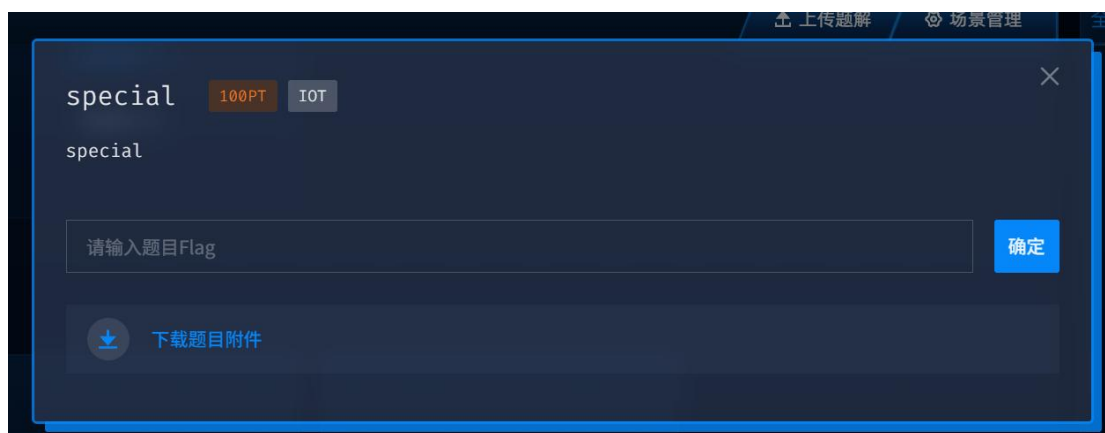 上传题解 场景管理 全
special 100PT IOT
special
请输入题目Flag 确定
下载题目附件